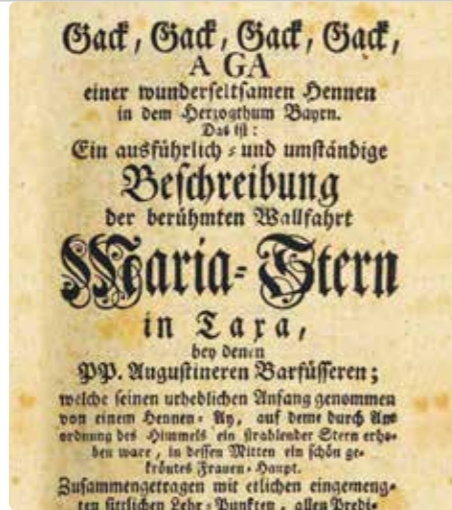 Gack, Gack, Gack, Gack,
A GA
einer wunderseltsamen Hennen
in dem Herzogthum Bayrn.
Das ist:
Ein ausführlich- und umständige
Beschreibung
der berühmten Wallfahrt
Maria-Stern
in Taxa,
bey denen
PP. Augustineren Barfüsseren;
welche seinen urheblichen Anfang genommen
von einem Hennen-Ay, auf deme durch An-
ordnung des Himmels ein strahlender Stern erho-
ben ware, in dessen Mitten ein schön ge-
kröntes Frauen-Haupt.
Zusammengetragen mit etlichen eingemeng-
ten sittlichen Lehr-Punkten, allen Predi-